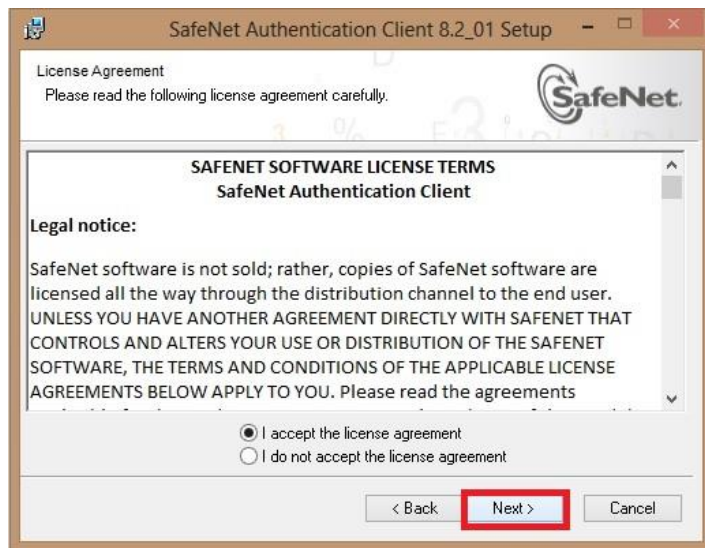 SafeNet Authentication Client 8.2_01 Setup
License Agreement
Please read the following license agreement carefully.
SafeNet.
SAFENET SOFTWARE LICENSE TERMS
SafeNet Authentication Client
Legal notice:
SafeNet software is not sold; rather, copies of SafeNet software are
licensed all the way through the distribution channel to the end user.
UNLESS YOU HAVE ANOTHER AGREEMENT DIRECTLY WITH SAFENET THAT
CONTROLS AND ALTERS YOUR USE OR DISTRIBUTION OF THE SAFENET
SOFTWARE, THE TERMS AND CONDITIONS OF THE APPLICABLE LICENSE
AGREEMENTS BELOW APPLY TO YOU. Please read the agreements
I accept the license agreement
I do not accept the license agreement
< Back
Next >
Cancel